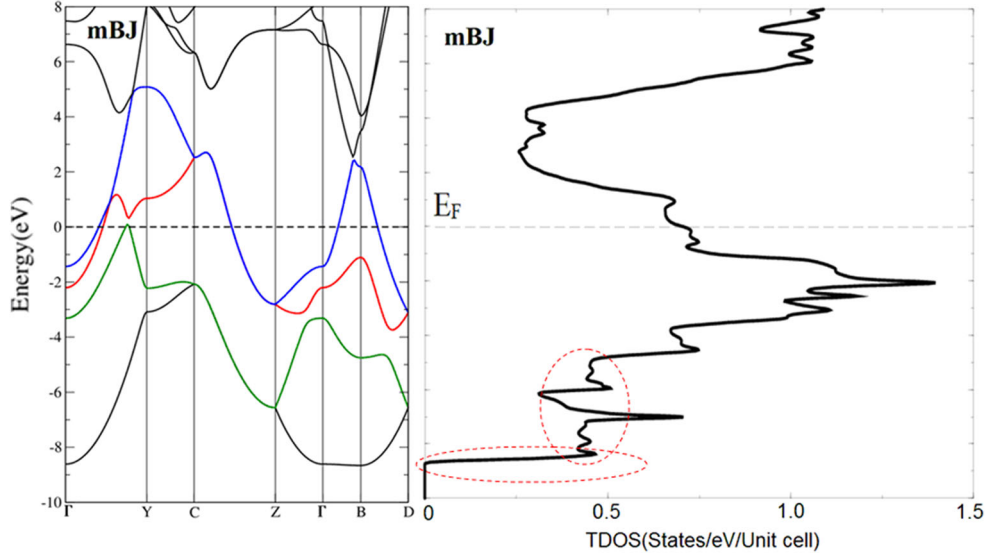 8
6
4
2
0
-2
-4
-6
-8
-10
Energy(eV)
mBJ
Γ Y C Z Γ B D
mBJ
E_F
0 0.5 1.0 1.5
TDOS(States/eV/Unit cell)